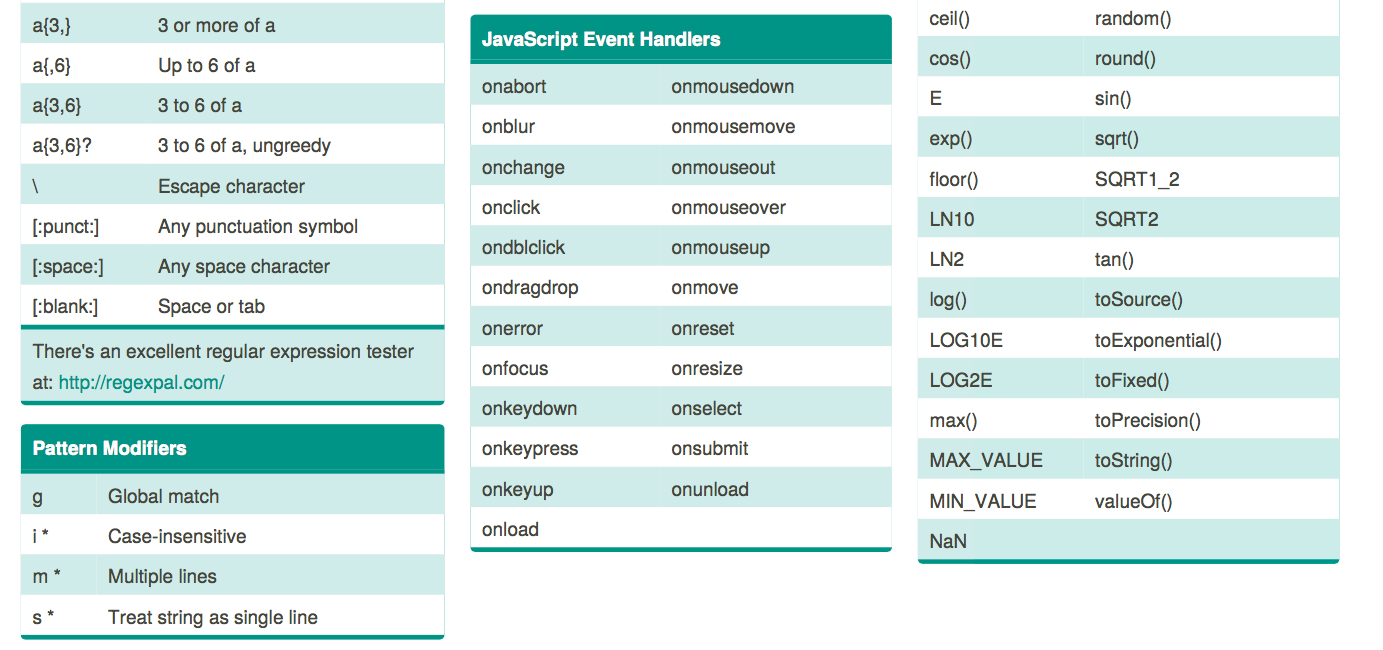 a{3,} 3 or more of a
a{,6} Up to 6 of a
a{3,6} 3 to 6 of a
a{3,6}? 3 to 6 of a, ungreedy
\ Escape character
[:punct:] Any punctuation symbol
[:space:] Any space character
[:blank:] Space or tab
There's an excellent regular expression tester
at: http://regexpal.com/
Pattern Modifiers
g Global match
i * Case-insensitive
m * Multiple lines
s * Treat string as single line
JavaScript Event Handlers
onabort onmousedown
onblur onmousemove
onchange onmouseout
onclick onmouseover
ondblclick onmouseup
ondragdrop onmove
onerror onreset
onfocus onresize
onkeydown onselect
onkeypress onsubmit
onkeyup onunload
onload
ceil() random()
cos() round()
E sin()
exp() sqrt()
floor() SQRT1_2
LN10 SQRT2
LN2 tan()
log() toSource()
LOG10E toExponential()
LOG2E toFixed()
max() toPrecision()
MAX_VALUE toString()
MIN_VALUE valueOf()
NaN